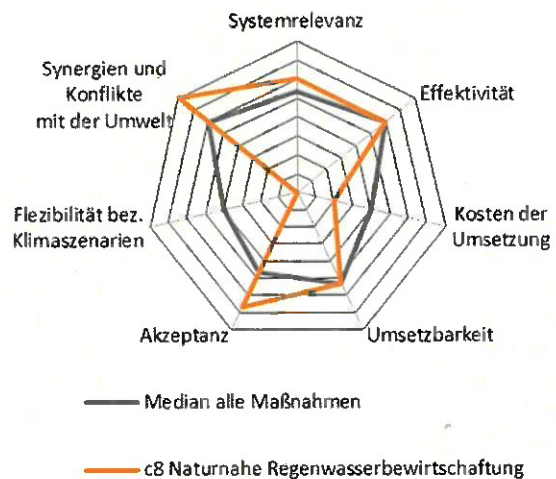 Systemrelevanz
Synergien und
Konflikte
mit der Umwelt
Effektivität
Flezibilität bez.
Klimaszenarien
Kosten der
Umsetzung
Akzeptanz
Umsetzbarkeit
Median alle Maßnahmen
c8 Naturnahe Regenwasserbewirtschaftung